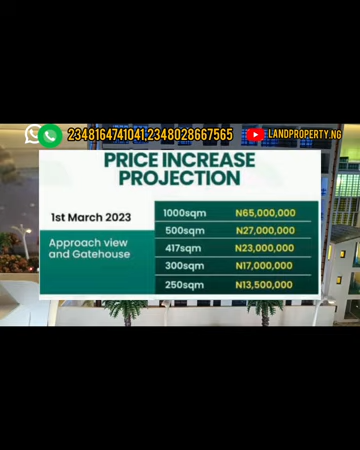 2348164741041,2348028667565
LANDPROPERTY.NG
PRICE INCREASE
PROJECTION
1st March 2023
Approach view
and Gatehouse
1000sqm N65,000,000
500sqm N27,000,000
417sqm N23,000,000
300sqm N17,000,000
250sqm N13,500,000